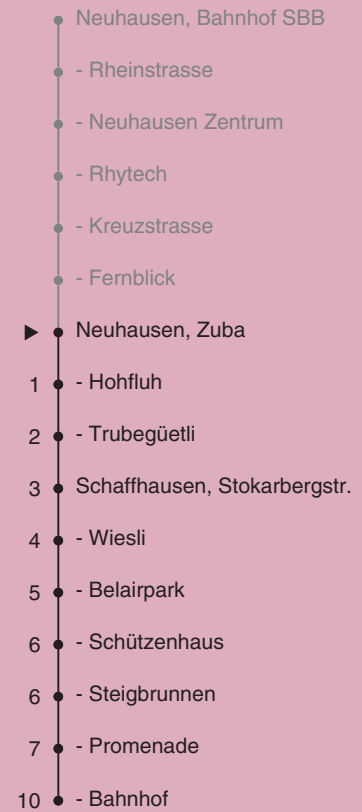 Neuhausen, Bahnhof SBB
- Rheinstrasse
- Neuhausen Zentrum
- Rhytech
- Kreuzstrasse
- Fernblick
Neuhausen, Zuba
1 - Hohfluh
2 - Trubegüetli
3 Schaffhausen, Stokarbergstr.
4 - Wiesli
5 - Belairpark
6 - Schützenhaus
6 - Steigbrunnen
7 - Promenade
10 - Bahnhof